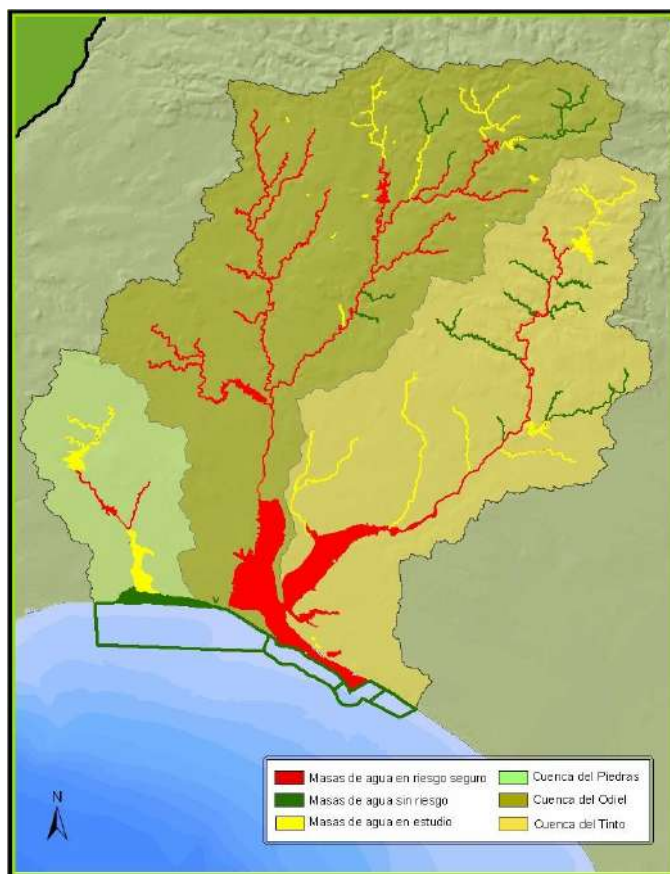 N
Masas de agua en riesgo seguro
Masas de agua sin riesgo
Masas de agua en estudio
Cuenca del Piedras
Cuenca del Odiel
Cuenca del Tinto